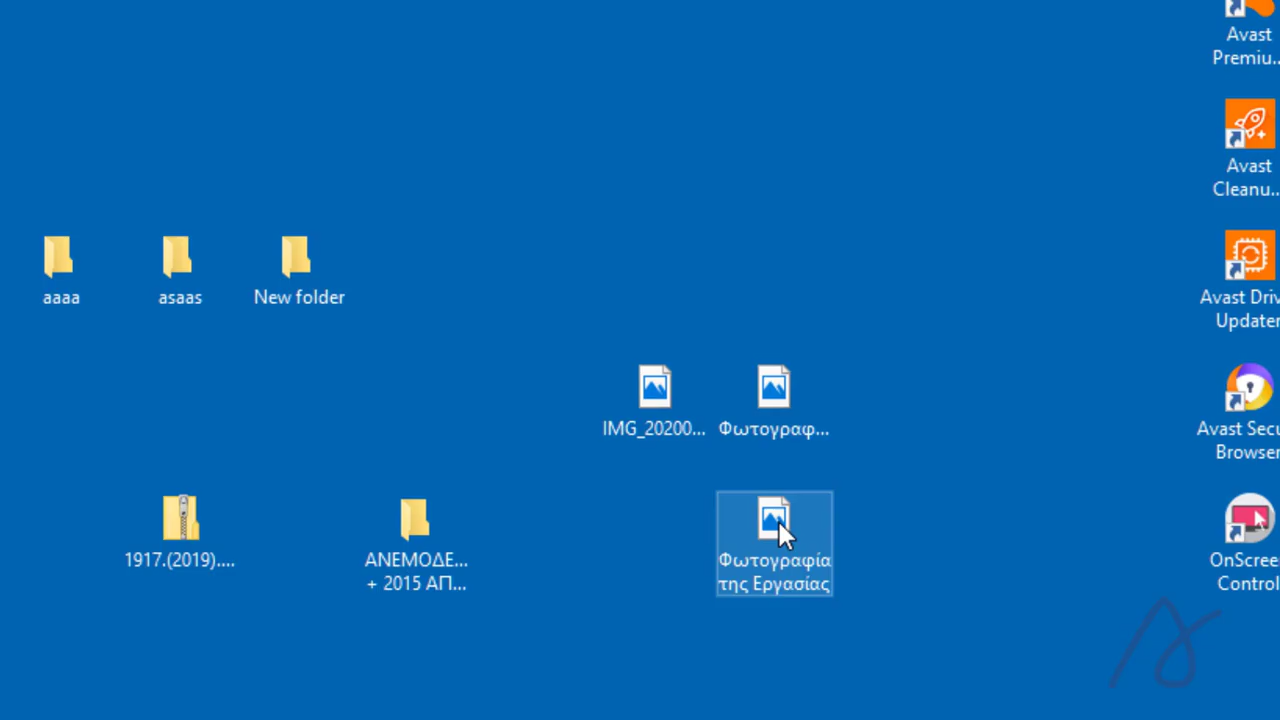 Avast
Premiu...
Avast
Cleanu...
aaaa
asaas
New folder
Avast Driv
Updater
IMG_20200...
Φωτογραφ...
Avast Secu
Browser
1917.(2019)....
ΑΝΕΜΟΔΕ...
+ 2015 ΑΠ...
Φωτογραφία
της Εργασίας
OnScree
Control